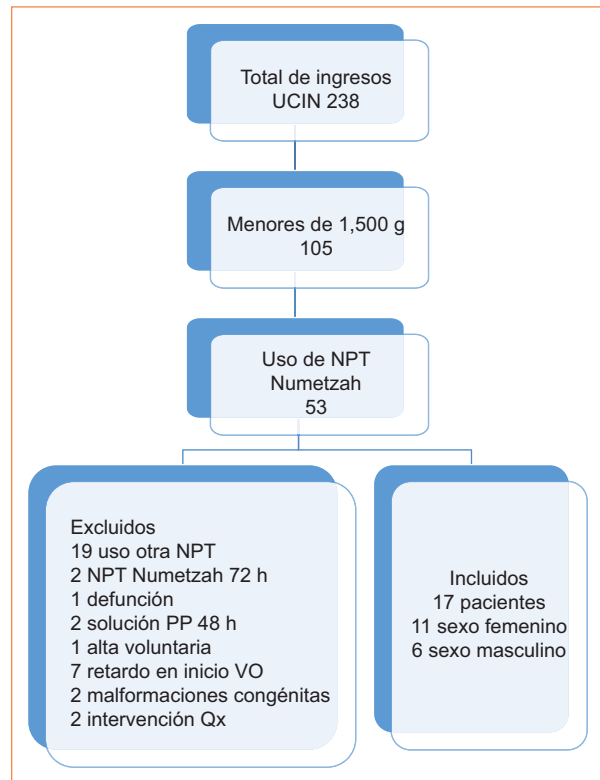 Total de ingresos
UCIN 238
Menores de 1,500 g
105
Uso de NPT
Numetzah
53
Excluidos
19 uso otra NPT
2 NPT Numetzah 72 h
1 defunción
2 solución PP 48 h
1 alta voluntaria
7 retardo en inicio VO
2 malformaciones congénitas
2 intervención Qx
Incluidos
17 pacientes
11 sexo femenino
6 sexo masculino